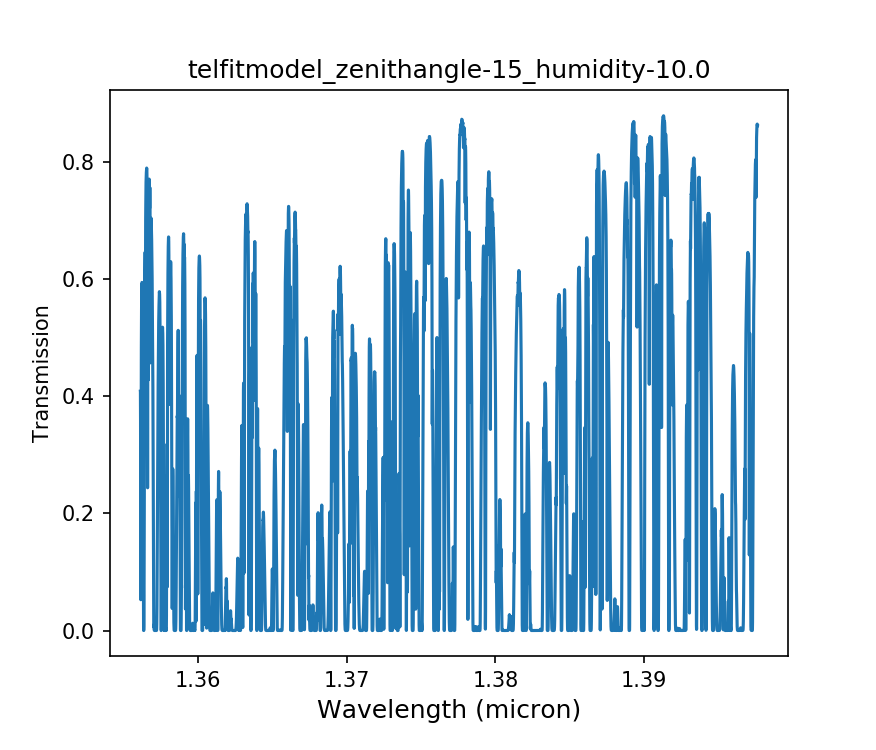 telfitmodel_zenithangle-15_humidity-10.0
Transmission
0.8
0.6
0.4
0.2
0.0
1.36 1.37 1.38 1.39
Wavelength (micron)